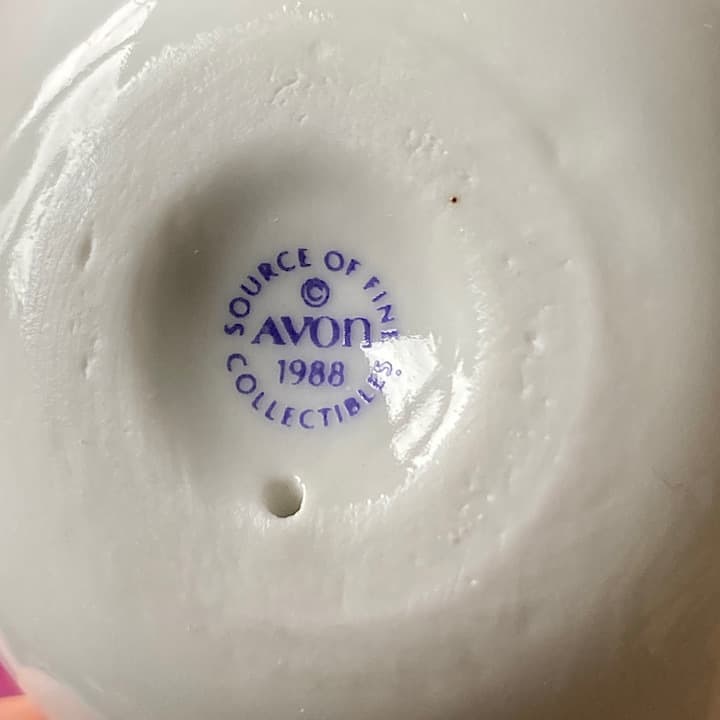 SOURCE OF FINE
©
AVON
1988
COLLECTIBLES.